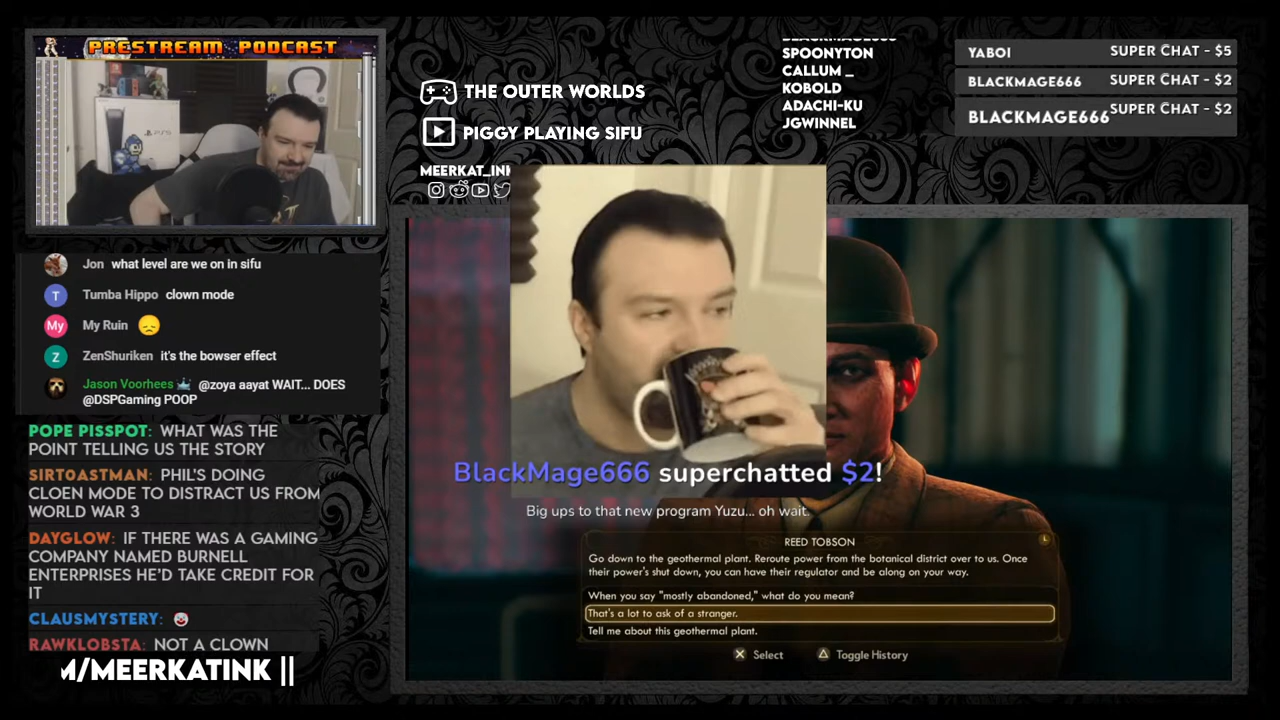 PRESTREAM PODCAST
THE OUTER WORLDS
PIGGY PLAYING SIFU
MEERKAT_INK
SPOONYTON
CALLUM _
KOBOLD
ADACHI-KU
JGWINNEL
YABOI SUPER CHAT - $5
BLACKMAGE666 SUPER CHAT - $2
BLACKMAGE666 SUPER CHAT - $2
Jon what level are we on in sifu
T Tumba Hippo clown mode
My My Ruin 😞
Z ZenShuriken it's the bowser effect
Jason Voorhees @zoya aayat WAIT... DOES
@DSPGaming POOP
POPE PISSPOT: WHAT WAS THE
POINT TELLING US THE STORY
SIRTOASTMAN: PHIL'S DOING
CLOEN MODE TO DISTRACT US FROM
WORLD WAR 3
DAYGLOW: IF THERE WAS A GAMING
COMPANY NAMED BURNELL
ENTERPRISES HE'D TAKE CREDIT FOR
IT
CLAUSMYSTERY: 🤡
RAWKLOBSTA: NOT A CLOWN
M/MEERKATINK ||
BlackMage666 superchatted $2!
Big ups to that new program Yuzu... oh wait.
REED TOBSON
L
Go down to the geothermal plant. Reroute power from the botanical district over to us. Once
their power's shut down, you can have their regulator and be along on your way.
When you say "mostly abandoned," what do you mean?
That's a lot to ask of a stranger.
Tell me about this geothermal plant.
Select Toggle History